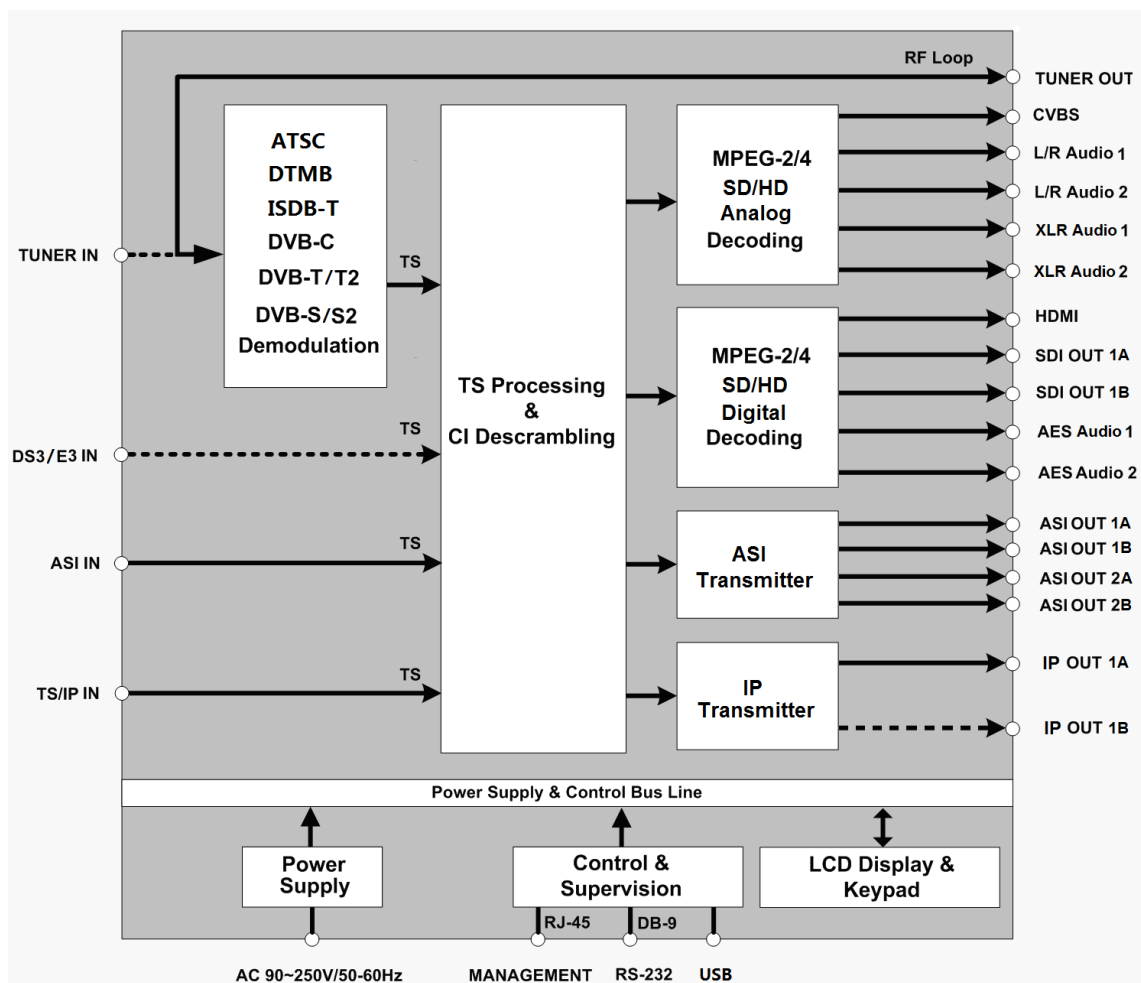 RF Loop
TUNER OUT
CVBS
L/R Audio 1
L/R Audio 2
XLR Audio 1
XLR Audio 2
HDMI
SDI OUT 1A
SDI OUT 1B
AES Audio 1
AES Audio 2
ASI OUT 1A
ASI OUT 1B
ASI OUT 2A
ASI OUT 2B
IP OUT 1A
IP OUT 1B
TUNER IN
DS3/E3 IN
ASI IN
TS/IP IN
ATSC
DTMB
ISDB-T
DVB-C
DVB-T/T2
DVB-S/S2
Demodulation
TS
TS
TS
TS
TS Processing
&
CI Descrambling
MPEG-2/4
SD/HD
Analog
Decoding
MPEG-2/4
SD/HD
Digital
Decoding
ASI
Transmitter
IP
Transmitter
Power Supply & Control Bus Line
Power
Supply
Control &
Supervision
LCD Display &
Keypad
RJ-45
DB-9
AC 90~250V/50-60Hz
MANAGEMENT
RS-232
USB